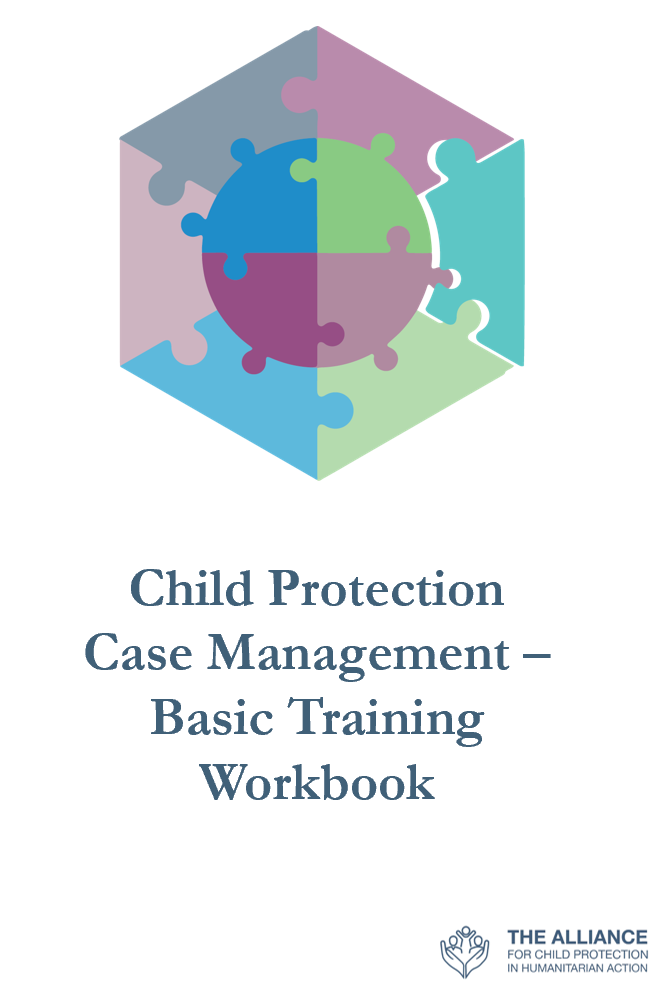 Child Protection
Case Management –
Basic Training
Workbook
THE ALLIANCE
FOR CHILD PROTECTION
IN HUMANITARIAN ACTION